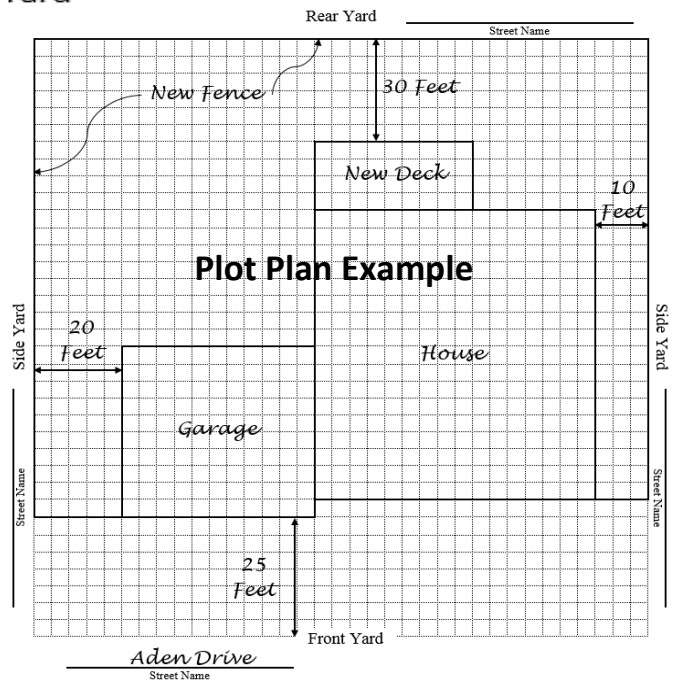 Rear Yard
Street Name
New Fence
30 Feet
New Deck
10
Feet
Plot Plan Example
Side Yard
20
Feet
House
Side Yard
Garage
Street Name
Street Name
25
Feet
Front Yard
Aden Drive
Street Name